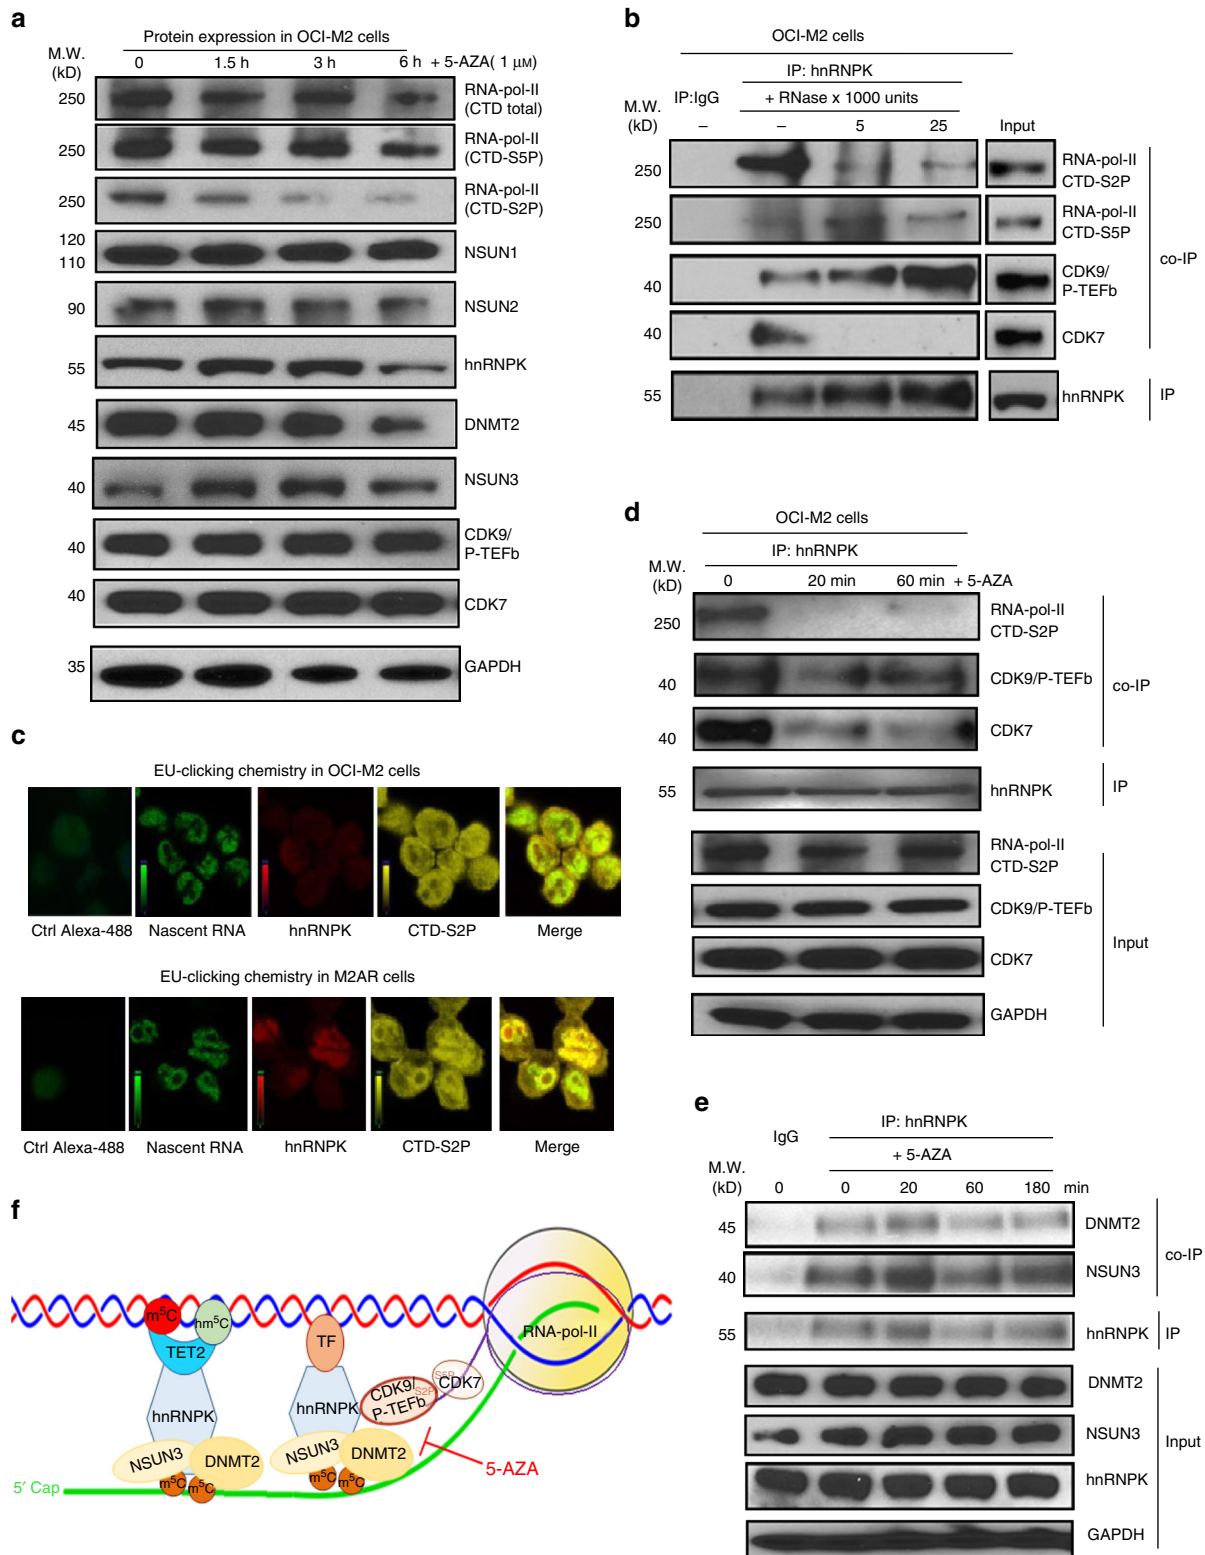 a
Protein expression in OCI-M2 cells
M.W.
(kD)
0 1.5 h 3 h 6 h + 5-AZA( 1 µM)
250
RNA-pol-II
(CTD total)
250
RNA-pol-II
(CTD-S5P)
250
RNA-pol-II
(CTD-S2P)
120
110
NSUN1
90
NSUN2
55
hnRNPK
45
DNMT2
40
NSUN3
40
CDK9/
P-TEFb
40
CDK7
35
GAPDH
b
OCI-M2 cells
IP: hnRNPK
IP:IgG
+ RNase x 1000 units
M.W.
(kD)
– – 5 25 Input
250
RNA-pol-II
CTD-S2P
250
RNA-pol-II
CTD-S5P
40
CDK9/
P-TEFb
40
CDK7
co-IP
55
hnRNPK
IP
c
EU-clicking chemistry in OCI-M2 cells
Ctrl Alexa-488 Nascent RNA hnRNPK CTD-S2P Merge
EU-clicking chemistry in M2AR cells
Ctrl Alexa-488 Nascent RNA hnRNPK CTD-S2P Merge
d
OCI-M2 cells
IP: hnRNPK
M.W.
(kD)
0 20 min 60 min + 5-AZA
250
RNA-pol-II
CTD-S2P
40
CDK9/P-TEFb
40
CDK7
co-IP
55
hnRNPK
IP
RNA-pol-II
CTD-S2P
CDK9/P-TEFb
CDK7
GAPDH
Input
e
IgG
IP: hnRNPK
+ 5-AZA
M.W.
(kD)
0 0 20 60 180 min
45
DNMT2
40
NSUN3
co-IP
55
hnRNPK
IP
DNMT2
NSUN3
hnRNPK
GAPDH
Input
f
m5C
hm5C
TET2
hnRNPK
NSUN3
DNMT2
m5C
m5C
TF
hnRNPK
CDK9/
P-TEFb
S2P
S5P
CDK7
NSUN3
DNMT2
m5C
m5C
RNA-pol-II
5-AZA
5′ Cap